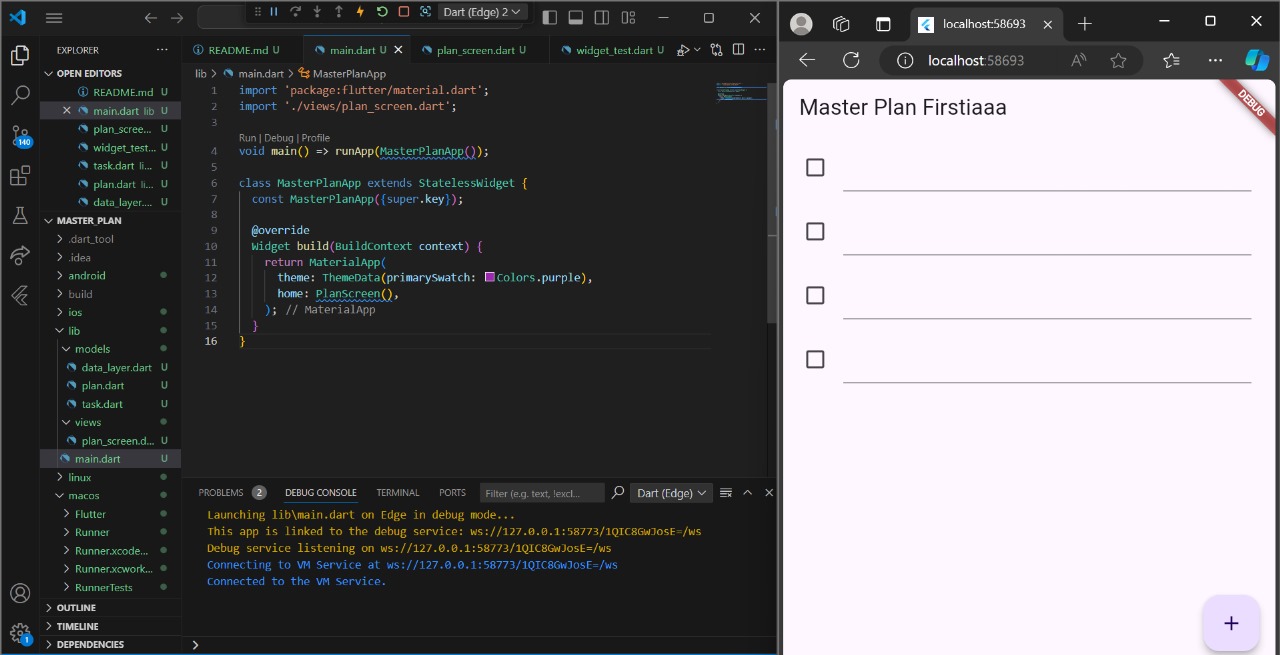 Dart (Edge) 2
EXPLORER
OPEN EDITORS
README.md U
main.dart lib U
plan_scree... U
widget_test... U
task.dart li... U
plan.dart li... U
data_layer.... U
MASTER_PLAN
.dart_tool
.idea
android
build
ios
lib
models
data_layer.dart U
plan.dart U
task.dart U
views
plan_screen.d... U
main.dart U
linux
macos
Flutter
Runner
Runner.xcode...
Runner.xcwork...
RunnerTests
OUTLINE
TIMELINE
DEPENDENCIES
140
1
README.md U
main.dart U
plan_screen.dart U
widget_test.dart U
lib > main.dart > MasterPlanApp
1 import 'package:flutter/material.dart';
2 import './views/plan_screen.dart';
3
Run | Debug | Profile
4 void main() => runApp(MasterPlanApp());
5
6 class MasterPlanApp extends StatelessWidget {
7 const MasterPlanApp({super.key});
8
9 @override
10 Widget build(BuildContext context) {
11 return MaterialApp(
12 theme: ThemeData(primarySwatch: Colors.purple),
13 home: PlanScreen(),
14 ); // MaterialApp
15 }
16 }
PROBLEMS 2 DEBUG CONSOLE TERMINAL PORTS Filter (e.g. text, !excl... Dart (Edge)
Launching lib\main.dart on Edge in debug mode...
This app is linked to the debug service: ws://127.0.0.1:58773/1QIC8GwJosE=/ws
Debug service listening on ws://127.0.0.1:58773/1QIC8GwJosE=/ws
Connecting to VM Service at ws://127.0.0.1:58773/1QIC8GwJosE=/ws
Connected to the VM Service.
localhost:58693
localhost:58693
Master Plan Firstiaaa
DEBUG